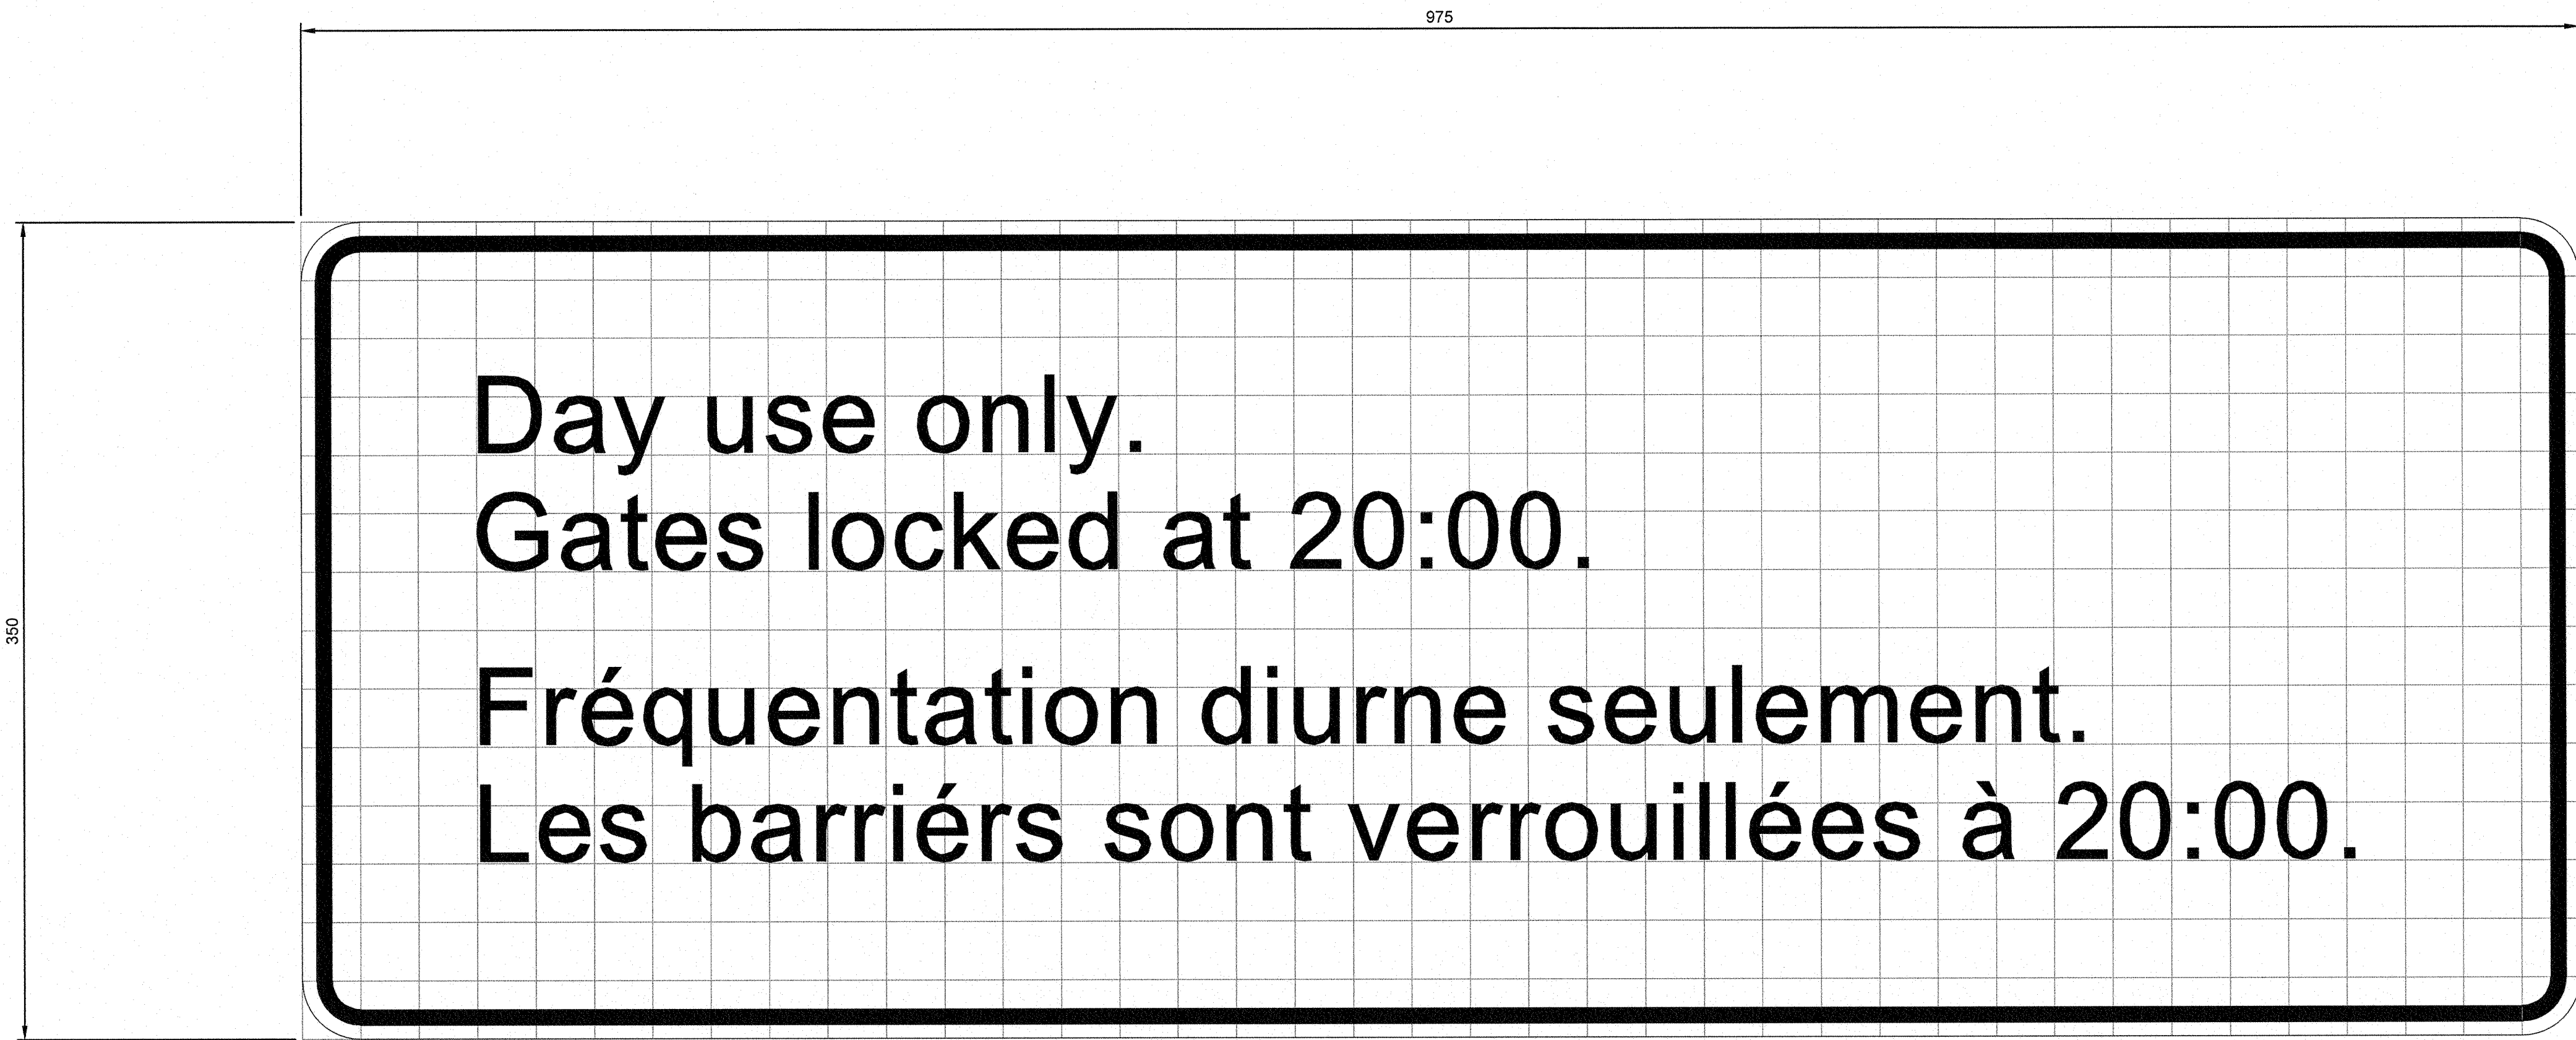 975
350
Day use only.
Gates locked at 20:00.
Fréquentation diurne seulement.
Les barriérs sont verrouillées à 20:00.